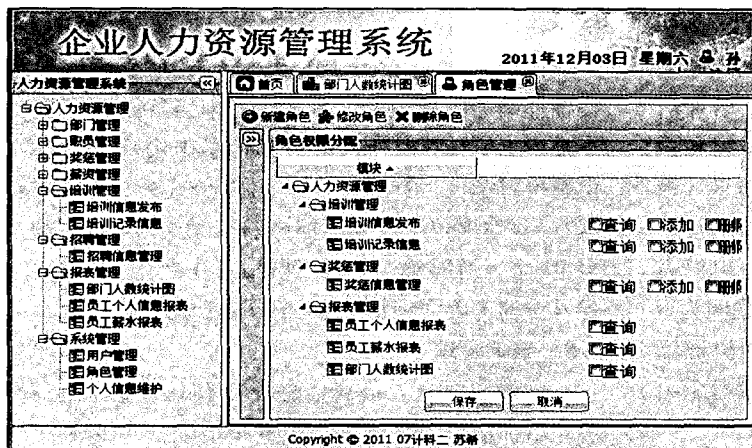 企业人力资源管理系统
2011年12月03日 星期六 孙
人力资源管理系统
首页 部门人数统计图 角色管理
新建角色 修改角色 删除角色
人力资源管理
部门管理
职员管理
奖惩管理
薪资管理
培训管理
培训信息发布
培训记录信息
招聘管理
招聘信息管理
报表管理
部门人数统计图
员工个人信息报表
员工薪水报表
系统管理
用户管理
角色管理
个人信息维护
角色权限分配
模块
人力资源管理
培训管理
培训信息发布 查询 添加 删
培训记录信息 查询 添加 删
奖惩管理
奖惩信息管理 查询 添加 删
报表管理
员工个人信息报表 查询
员工薪水报表 查询
部门人数统计图 查询
保存 取消
Copyright © 2011 07计科二 苏